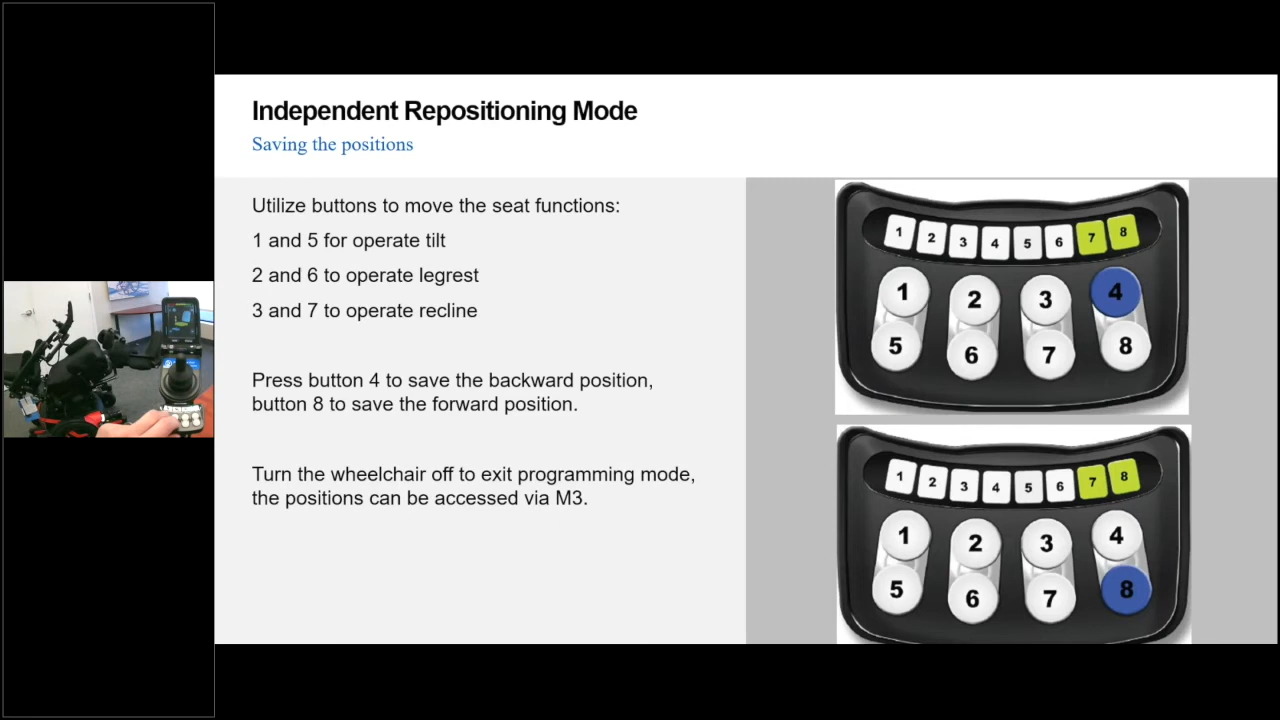 Independent Repositioning Mode
Saving the positions
Utilize buttons to move the seat functions:
1 and 5 for operate tilt
2 and 6 to operate legrest
3 and 7 to operate recline
Press button 4 to save the backward position,
button 8 to save the forward position.
Turn the wheelchair off to exit programming mode,
the positions can be accessed via M3.
1 2 3 4 5 6 7 8
1 2 3 4
5 6 7 8
1 2 3 4 5 6 7 8
1 2 3 4
5 6 7 8